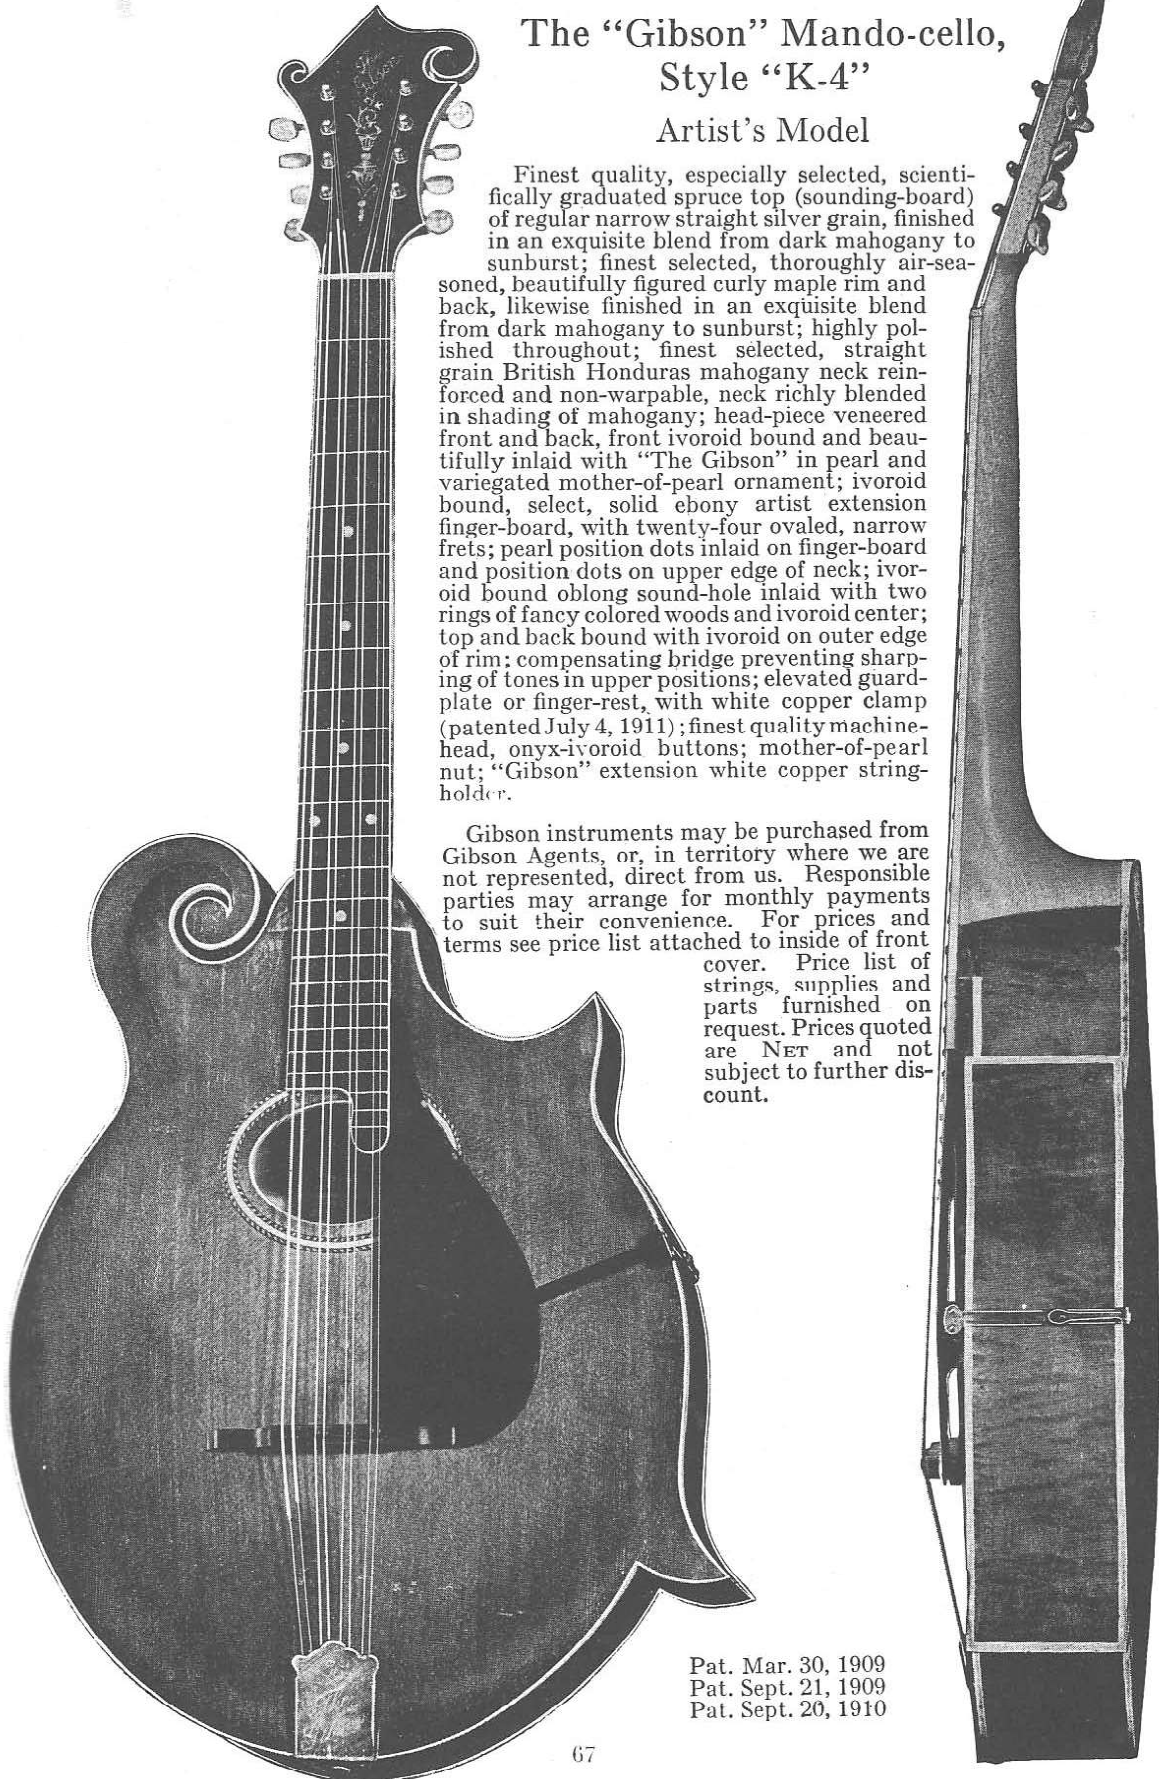 The “Gibson” Mando-cello,
Style “K-4”
Artist's Model
Finest quality, especially selected, scienti-
fically graduated spruce top (sounding-board)
of regular narrow straight silver grain, finished
in an exquisite blend from dark mahogany to
sunburst; finest selected, thoroughly air-sea-
soned, beautifully figured curly maple rim and
back, likewise finished in an exquisite blend
from dark mahogany to sunburst; highly pol-
ished throughout; finest selected, straight
grain British Honduras mahogany neck rein-
forced and non-warpable, neck richly blended
in shading of mahogany; head-piece veneered
front and back, front ivoroid bound and beau-
tifully inlaid with “The Gibson” in pearl and
variegated mother-of-pearl ornament; ivoroid
bound, select, solid ebony artist extension
finger-board, with twenty-four ovaled, narrow
frets; pearl position dots inlaid on finger-board
and position dots on upper edge of neck; ivor-
oid bound oblong sound-hole inlaid with two
rings of fancy colored woods and ivoroid center;
top and back bound with ivoroid on outer edge
of rim; compensating bridge preventing sharp-
ing of tones in upper positions; elevated guard-
plate or finger-rest, with white copper clamp
(patented July 4, 1911); finest quality machine-
head, onyx-ivoroid buttons; mother-of-pearl
nut; “Gibson” extension white copper string-
holder.
Gibson instruments may be purchased from
Gibson Agents, or, in territory where we are
not represented, direct from us. Responsible
parties may arrange for monthly payments
to suit their convenience. For prices and
terms see price list attached to inside of front
cover. Price list of
strings, supplies and
parts furnished on
request. Prices quoted
are NET and not
subject to further dis-
count.
Pat. Mar. 30, 1909
Pat. Sept. 21, 1909
Pat. Sept. 20, 1910
67